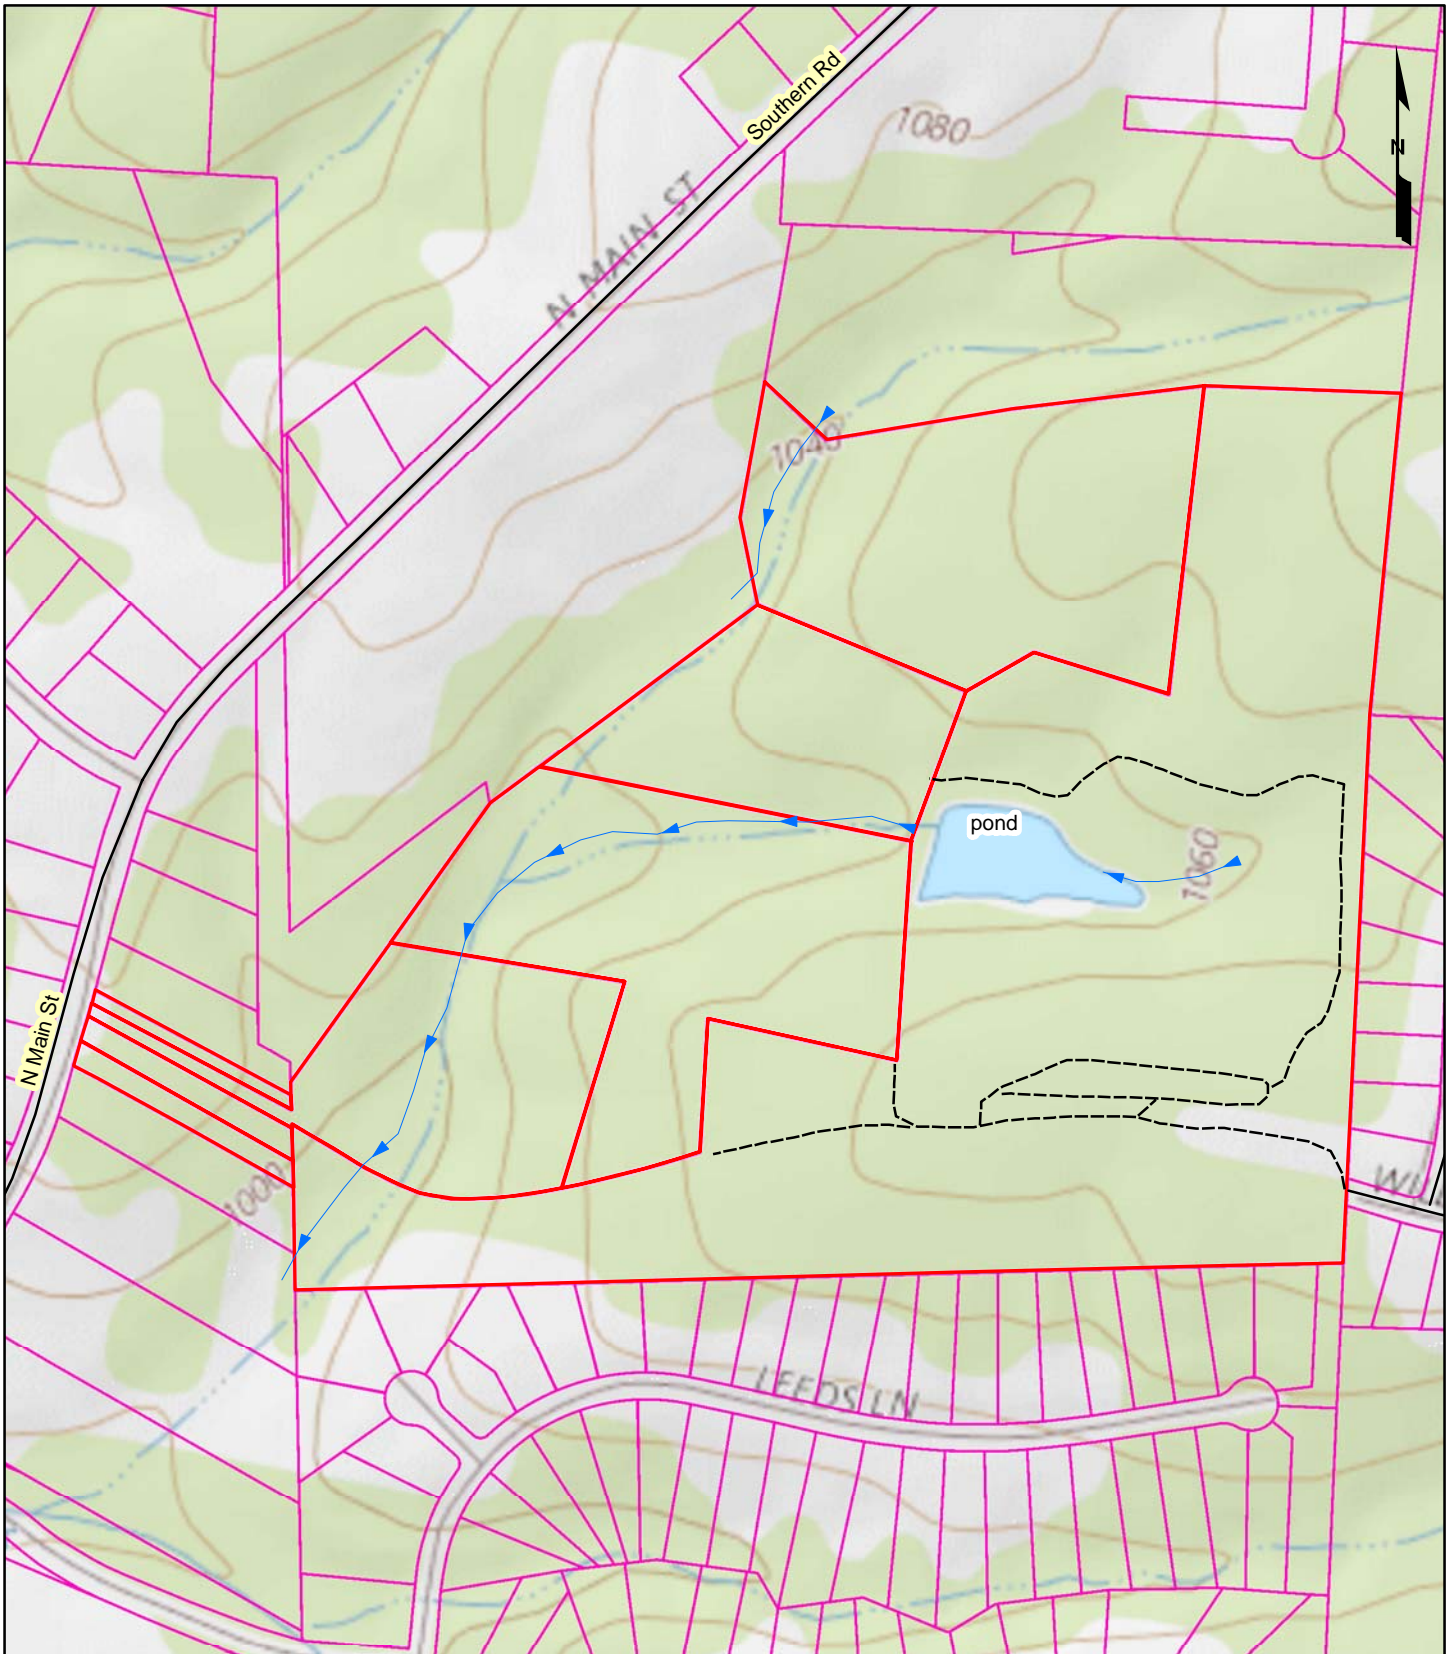 Southern Rd
1080
N
N MAIN ST
1040
pond
1060
N Main St
1000
LEEDS LN